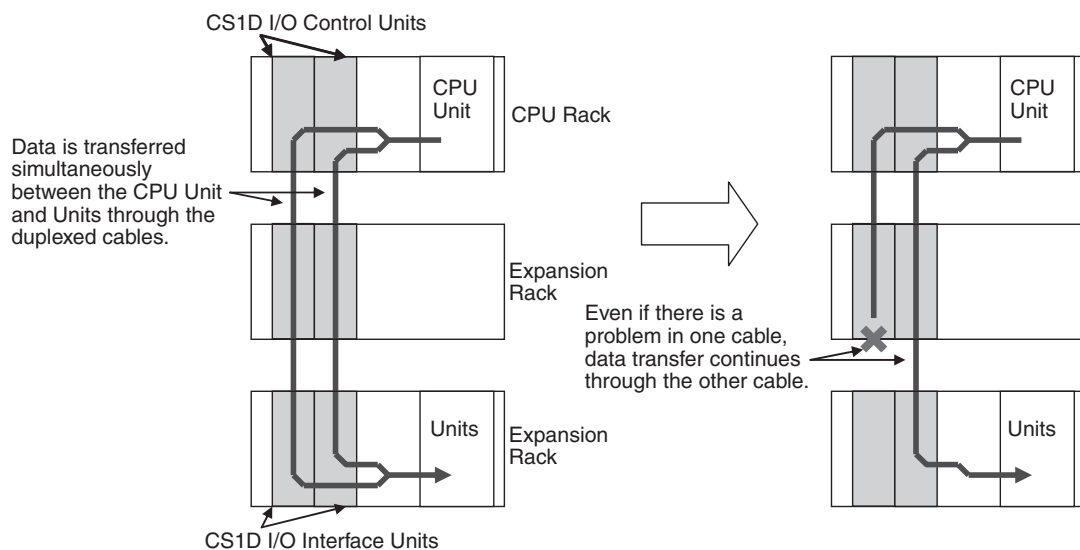 CS1D I/O Control Units
CPU
Unit
CPU Rack
Data is transferred
simultaneously
between the CPU Unit
and Units through the
duplexed cables.
Expansion
Rack
Units
Expansion
Rack
CS1D I/O Interface Units
CPU
Unit
Even if there is a
problem in one cable,
data transfer continues
through the other cable.
Units